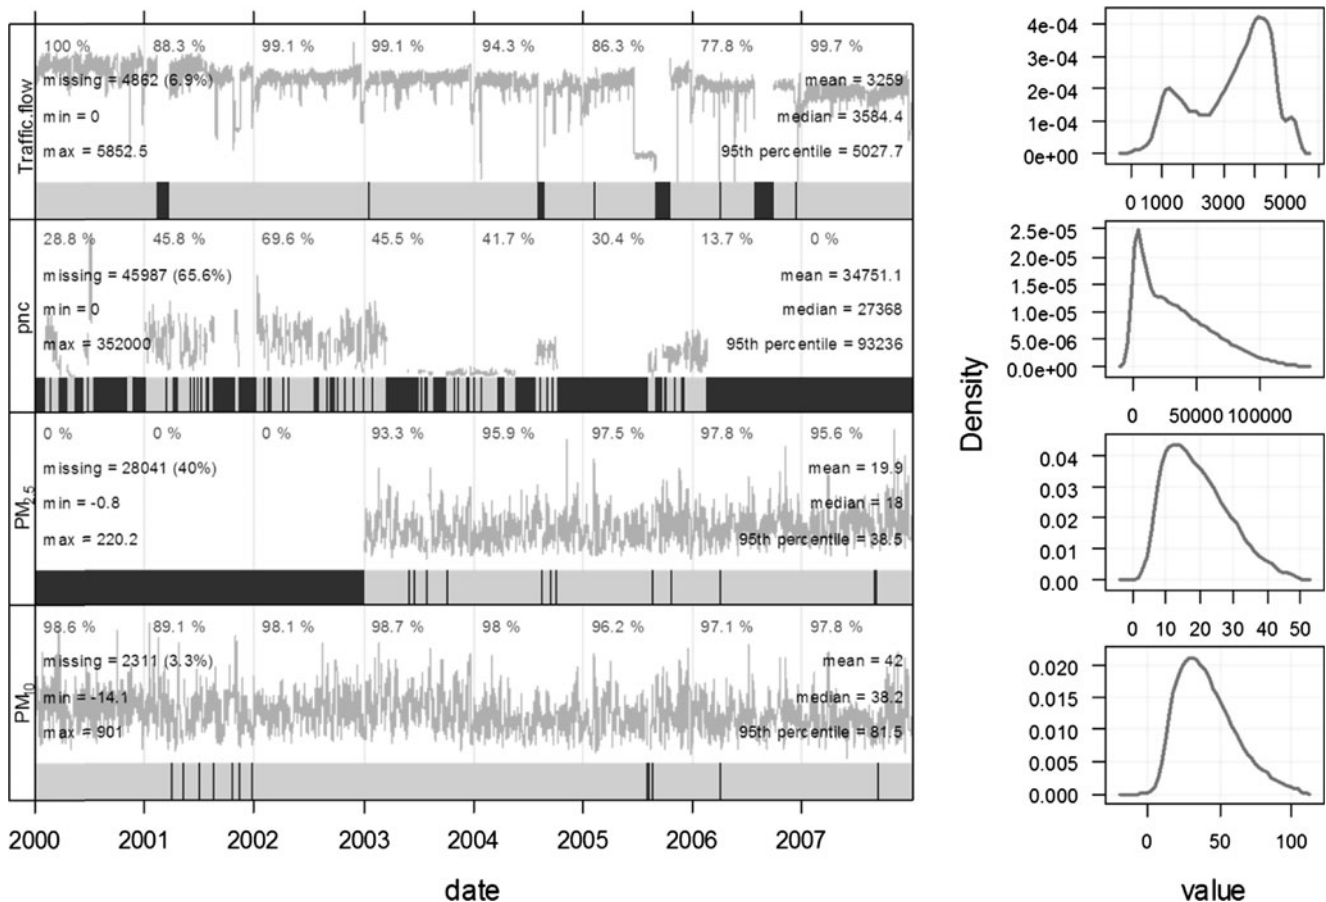 Traffic.flow
100 % 88.3 % 99.1 % 99.1 % 94.3 % 86.3 % 77.8 % 99.7 %
missing = 4862 (6.9%) mean = 3259
min = 0 median = 3584.4
max = 5852.5 95th percentile = 5027.7
pnc
28.8 % 45.8 % 69.6 % 45.5 % 41.7 % 30.4 % 13.7 % 0 %
missing = 45987 (65.6%) mean = 34751.1
min = 0 median = 27368
max = 352000 95th percentile = 93236
PM2.5
0 % 0 % 0 % 93.3 % 95.9 % 97.5 % 97.8 % 95.6 %
missing = 28041 (40%) mean = 19.9
min = -0.8 median = 18
max = 220.2 95th percentile = 38.5
PM10
98.6 % 89.1 % 98.1 % 98.7 % 98 % 96.2 % 97.1 % 97.8 %
missing = 2311 (3.3%) mean = 42
min = -14.1 median = 38.2
max = 901 95th percentile = 81.5
2000 2001 2002 2003 2004 2005 2006 2007
date
Density
4e-04
3e-04
2e-04
1e-04
0e+00
0 1000 3000 5000
2.5e-05
2.0e-05
1.5e-05
1.0e-05
5.0e-06
0.0e+00
0 50000 100000
0.04
0.03
0.02
0.01
0.00
0 10 20 30 40 50
0.020
0.015
0.010
0.005
0.000
0 50 100
value